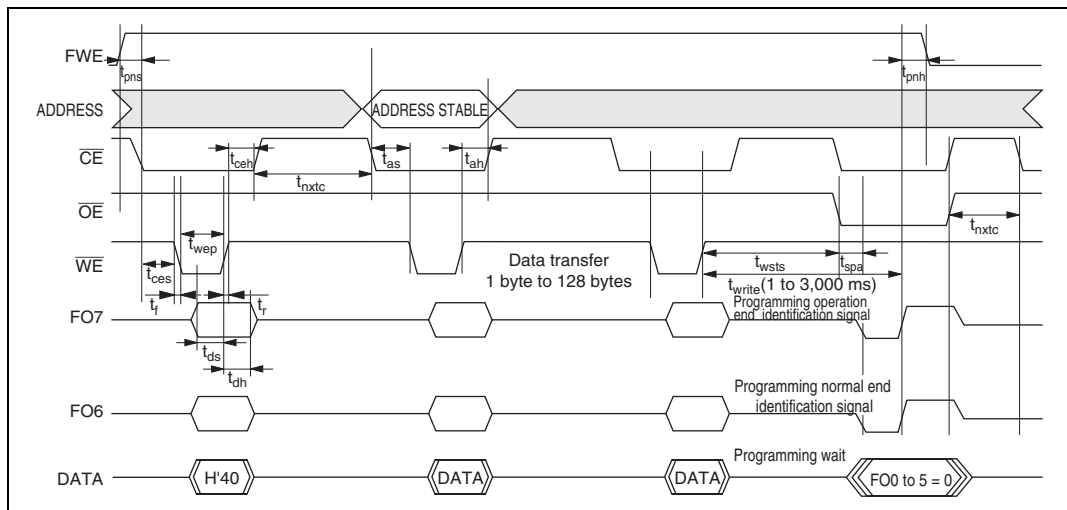 FWE
tpns
tpnh
ADDRESS
ADDRESS STABLE
CE
tceh
tas
tah
tnxtc
OE
twep
tnxtc
WE
tces
Data transfer
1 byte to 128 bytes
twsts
tspa
twrite(1 to 3,000 ms)
tf
tr
Programming operation
end identification signal
FO7
tds
tdh
Programming normal end
identification signal
FO6
Programming wait
DATA
H'40
DATA
DATA
FO0 to 5 = 0